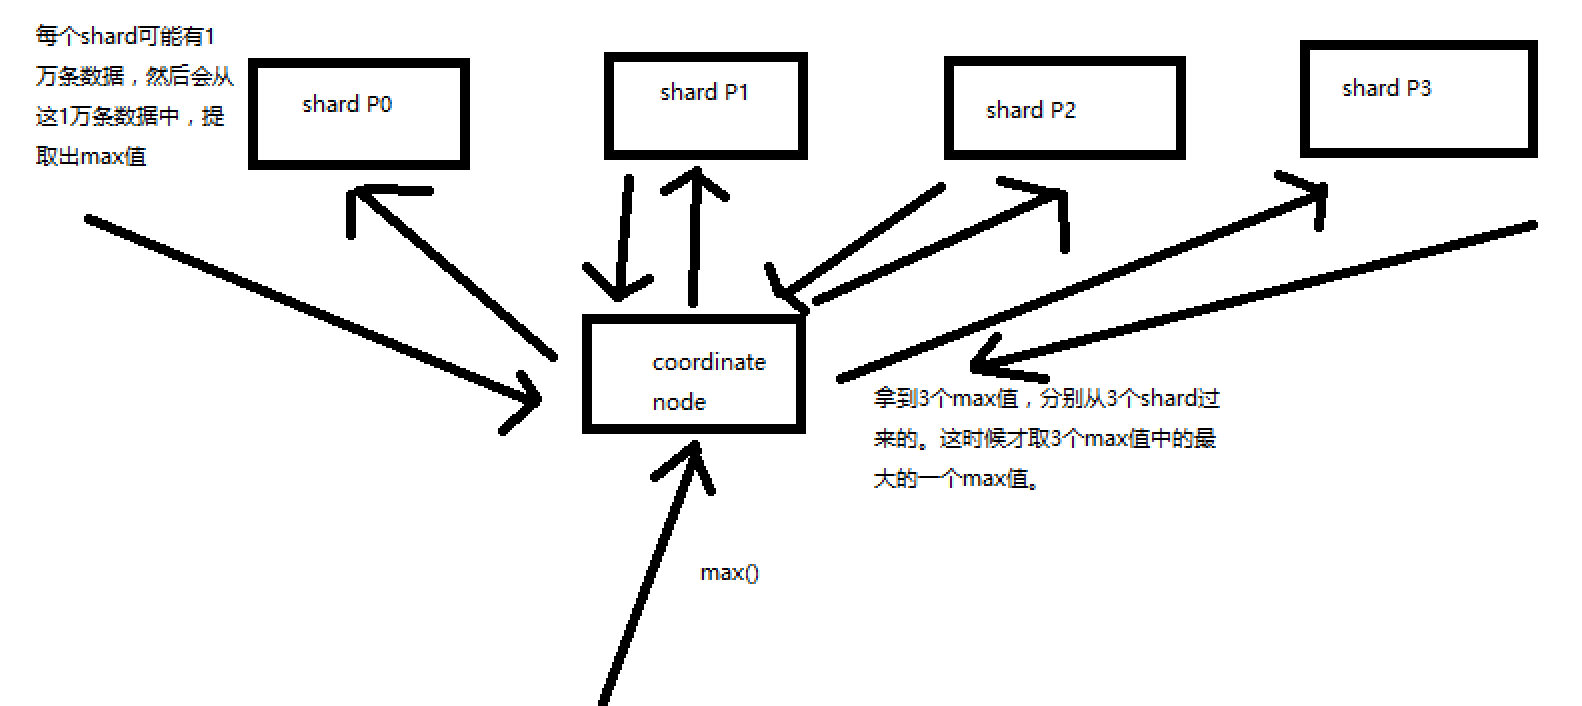 每个shard可能有1
万条数据，然后会从
这1万条数据中，提
取出max值
shard P0
shard P1
shard P2
shard P3
coordinate
node
拿到3个max值，分别从3个shard过
来的。这时候才取3个max值中的最
大的一个max值。
max()